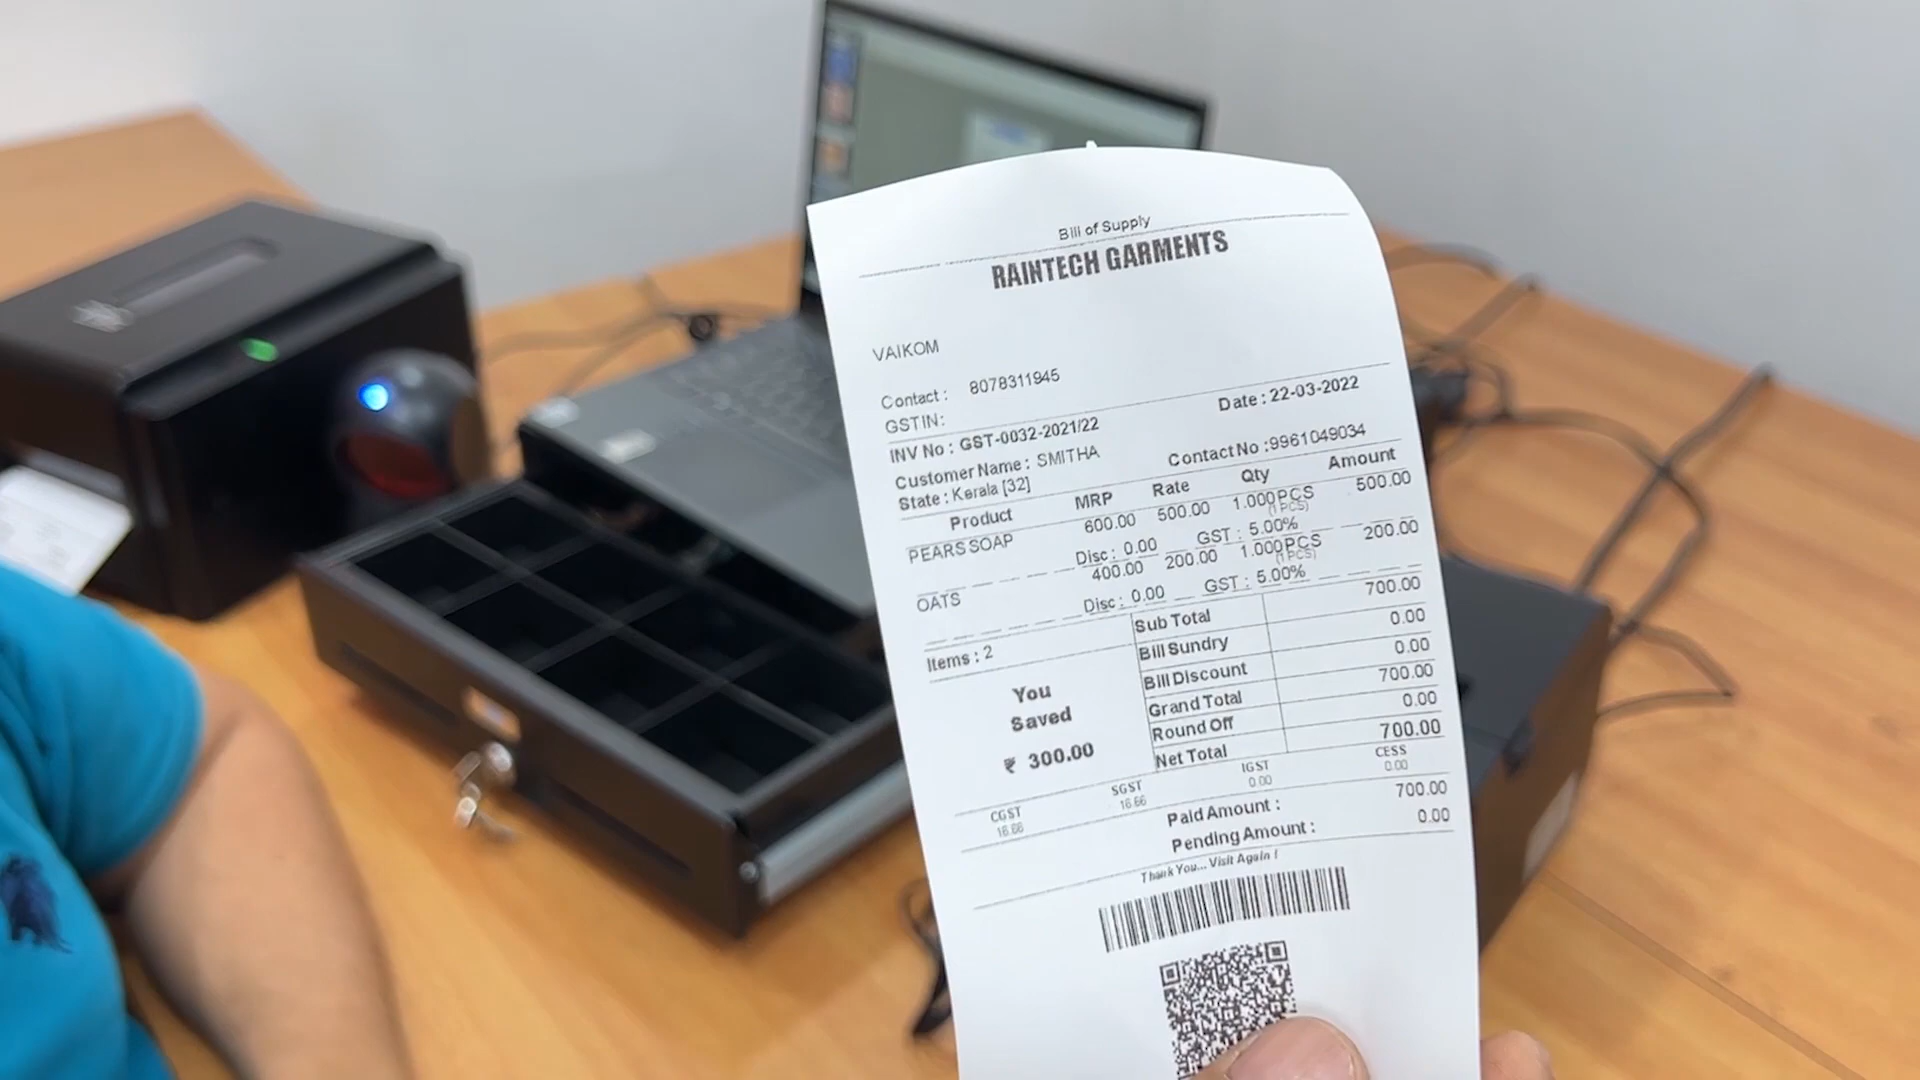 Bill of Supply
RAINTECH GARMENTS
VAIKOM
Contact : 8078311945
GSTIN:
INV No : GST-0032-2021/22 Date : 22-03-2022
Customer Name : SMITHA Contact No :9961049034
State : Kerala [32]
Product MRP Rate Qty Amount
PEARS SOAP 600.00 500.00 1.000PCS 500.00
(1 PCS)
Disc : 0.00 GST : 5.00%
OATS 400.00 200.00 1.000PCS 200.00
(1 PCS)
Disc : 0.00 GST : 5.00%
Items : 2
Sub Total 700.00
Bill Sundry 0.00
Bill Discount 0.00
Grand Total 700.00
Round Off 0.00
Net Total 700.00
You
Saved
₹ 300.00
CGST SGST IGST CESS
16.66 16.66 0.00 0.00
Paid Amount : 700.00
Pending Amount : 0.00
Thank You... Visit Again !